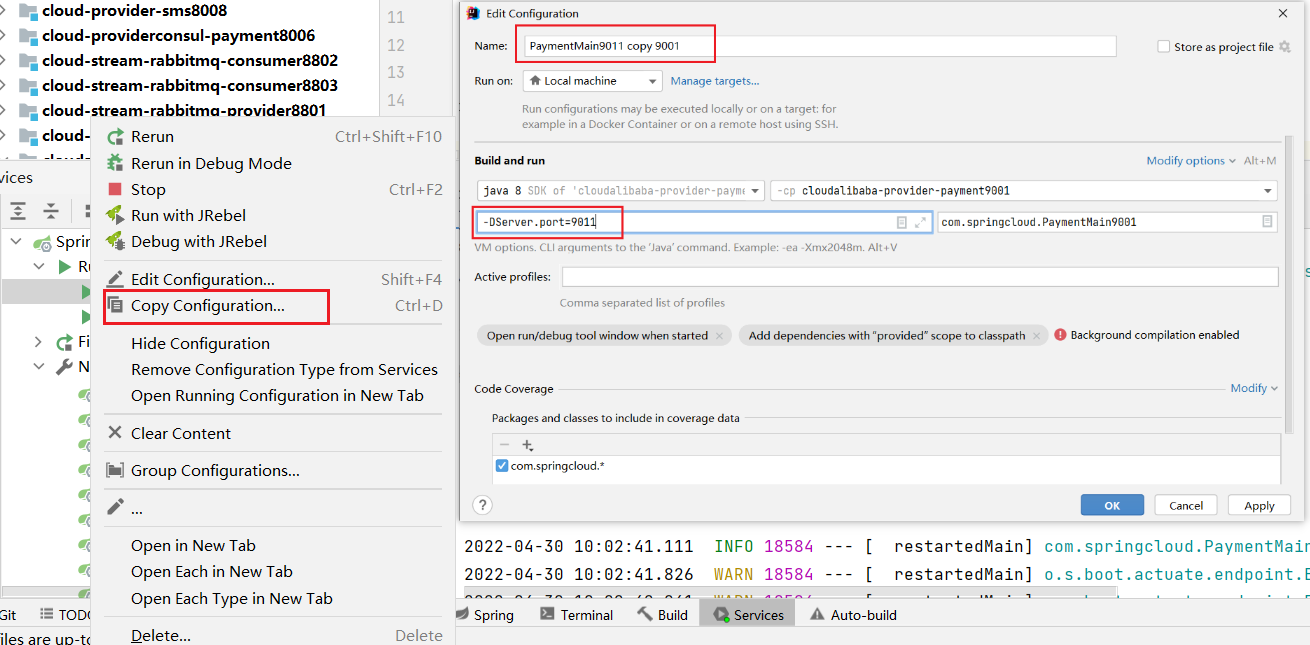 cloud-provider-sms8008
cloud-providerconsul-payment8006
cloud-stream-rabbitmq-consumer8802
cloud-stream-rabbitmq-consumer8803
cloud-stream-rabbitmq-provider8801
cloud-
11
12
13
14
vices
Sprin
Ru
Fi
N
Rerun Ctrl+Shift+F10
Rerun in Debug Mode
Stop Ctrl+F2
Run with JRebel
Debug with JRebel
Edit Configuration... Shift+F4
Copy Configuration... Ctrl+D
Hide Configuration
Remove Configuration Type from Services
Open Running Configuration in New Tab
Clear Content
Group Configurations...
...
Open in New Tab
Open Each in New Tab
Open Each Type in New Tab
Delete... Delete
Edit Configuration
Name: PaymentMain9011 copy 9001 Store as project file
Run on: Local machine Manage targets...
Run configurations may be executed locally or on a target: for
example in a Docker Container or on a remote host using SSH.
Build and run Modify options Alt+M
java 8 SDK of 'cloudalibaba-provider-payme -cp cloudalibaba-provider-payment9001
-DServer.port=9011 com.springcloud.PaymentMain9001
VM options. CLI arguments to the 'Java' command. Example: -ea -Xmx2048m. Alt+V
Active profiles:
Comma separated list of profiles
Open run/debug tool window when started Add dependencies with “provided” scope to classpath Background compilation enabled
Code Coverage Modify
Packages and classes to include in coverage data
com.springcloud.*
? OK Cancel Apply
2022-04-30 10:02:41.111 INFO 18584 --- [ restartedMain] com.springcloud.PaymentMain
2022-04-30 10:02:41.826 WARN 18584 --- [ restartedMain] o.s.boot.actuate.endpoint.E
Git TODO Spring Terminal Build Services Auto-build
iles are up-to